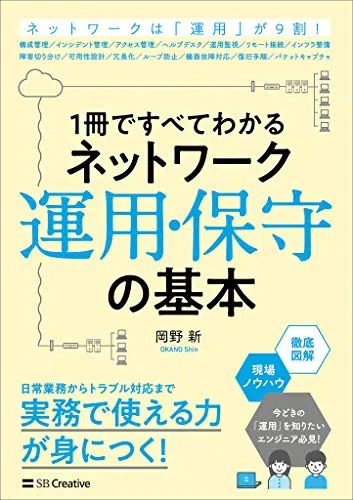 ネットワークは「運用」が9割！
構成管理／インシデント管理／アクセス管理／ヘルプデスク／運用監視／リモート接続／インフラ整備
障害切り分け／可用性設計／冗長化／ループ防止／機器故障対応／復旧手順／パケットキャプチャ
1冊ですべてわかる
ネットワーク
運用・保守
の基本
岡野 新
OKANO Shin
徹底
図解
現場
ノウハウ
今どきの
「運用」を知りたい
エンジニア必見！
日常業務からトラブル対応まで
実務で使える力
が身につく！
SB Creative